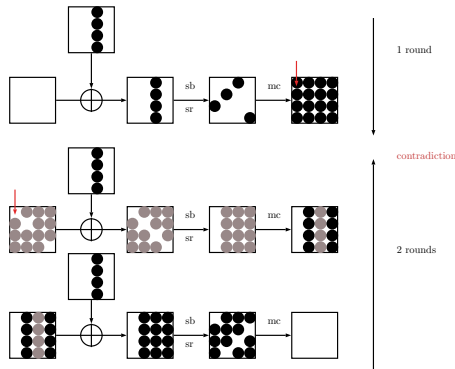 1 round
sb
mc
sr
contradiction
sb
mc
sr
2 rounds
sb
mc
sr